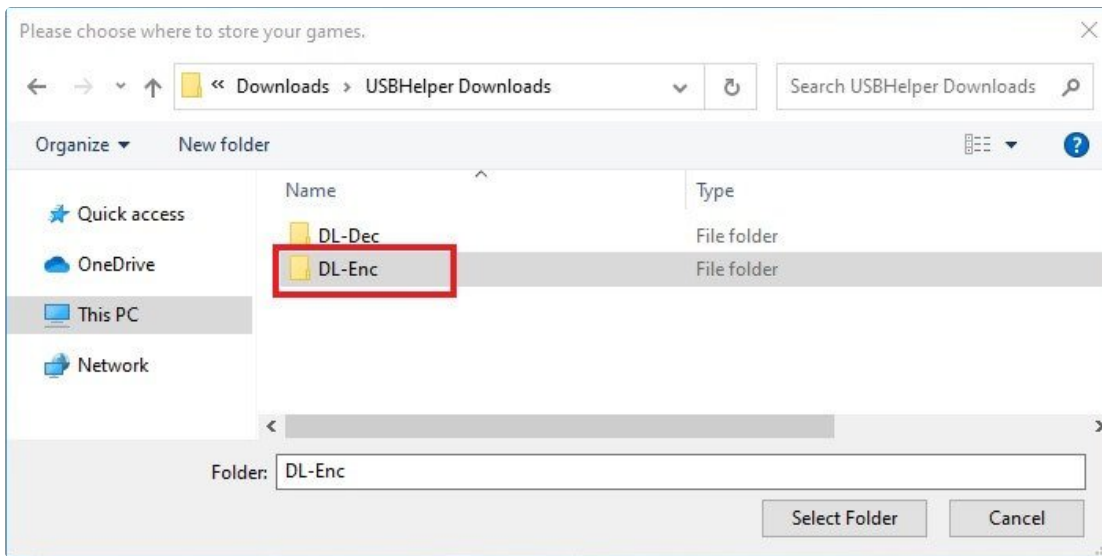 Please choose where to store your games.
« Downloads › USBHelper Downloads
Search USBHelper Downloads
Organize
New folder
?
Name
Type
Quick access
DL-Dec
File folder
OneDrive
DL-Enc
File folder
This PC
Network
Folder: DL-Enc
Select Folder
Cancel